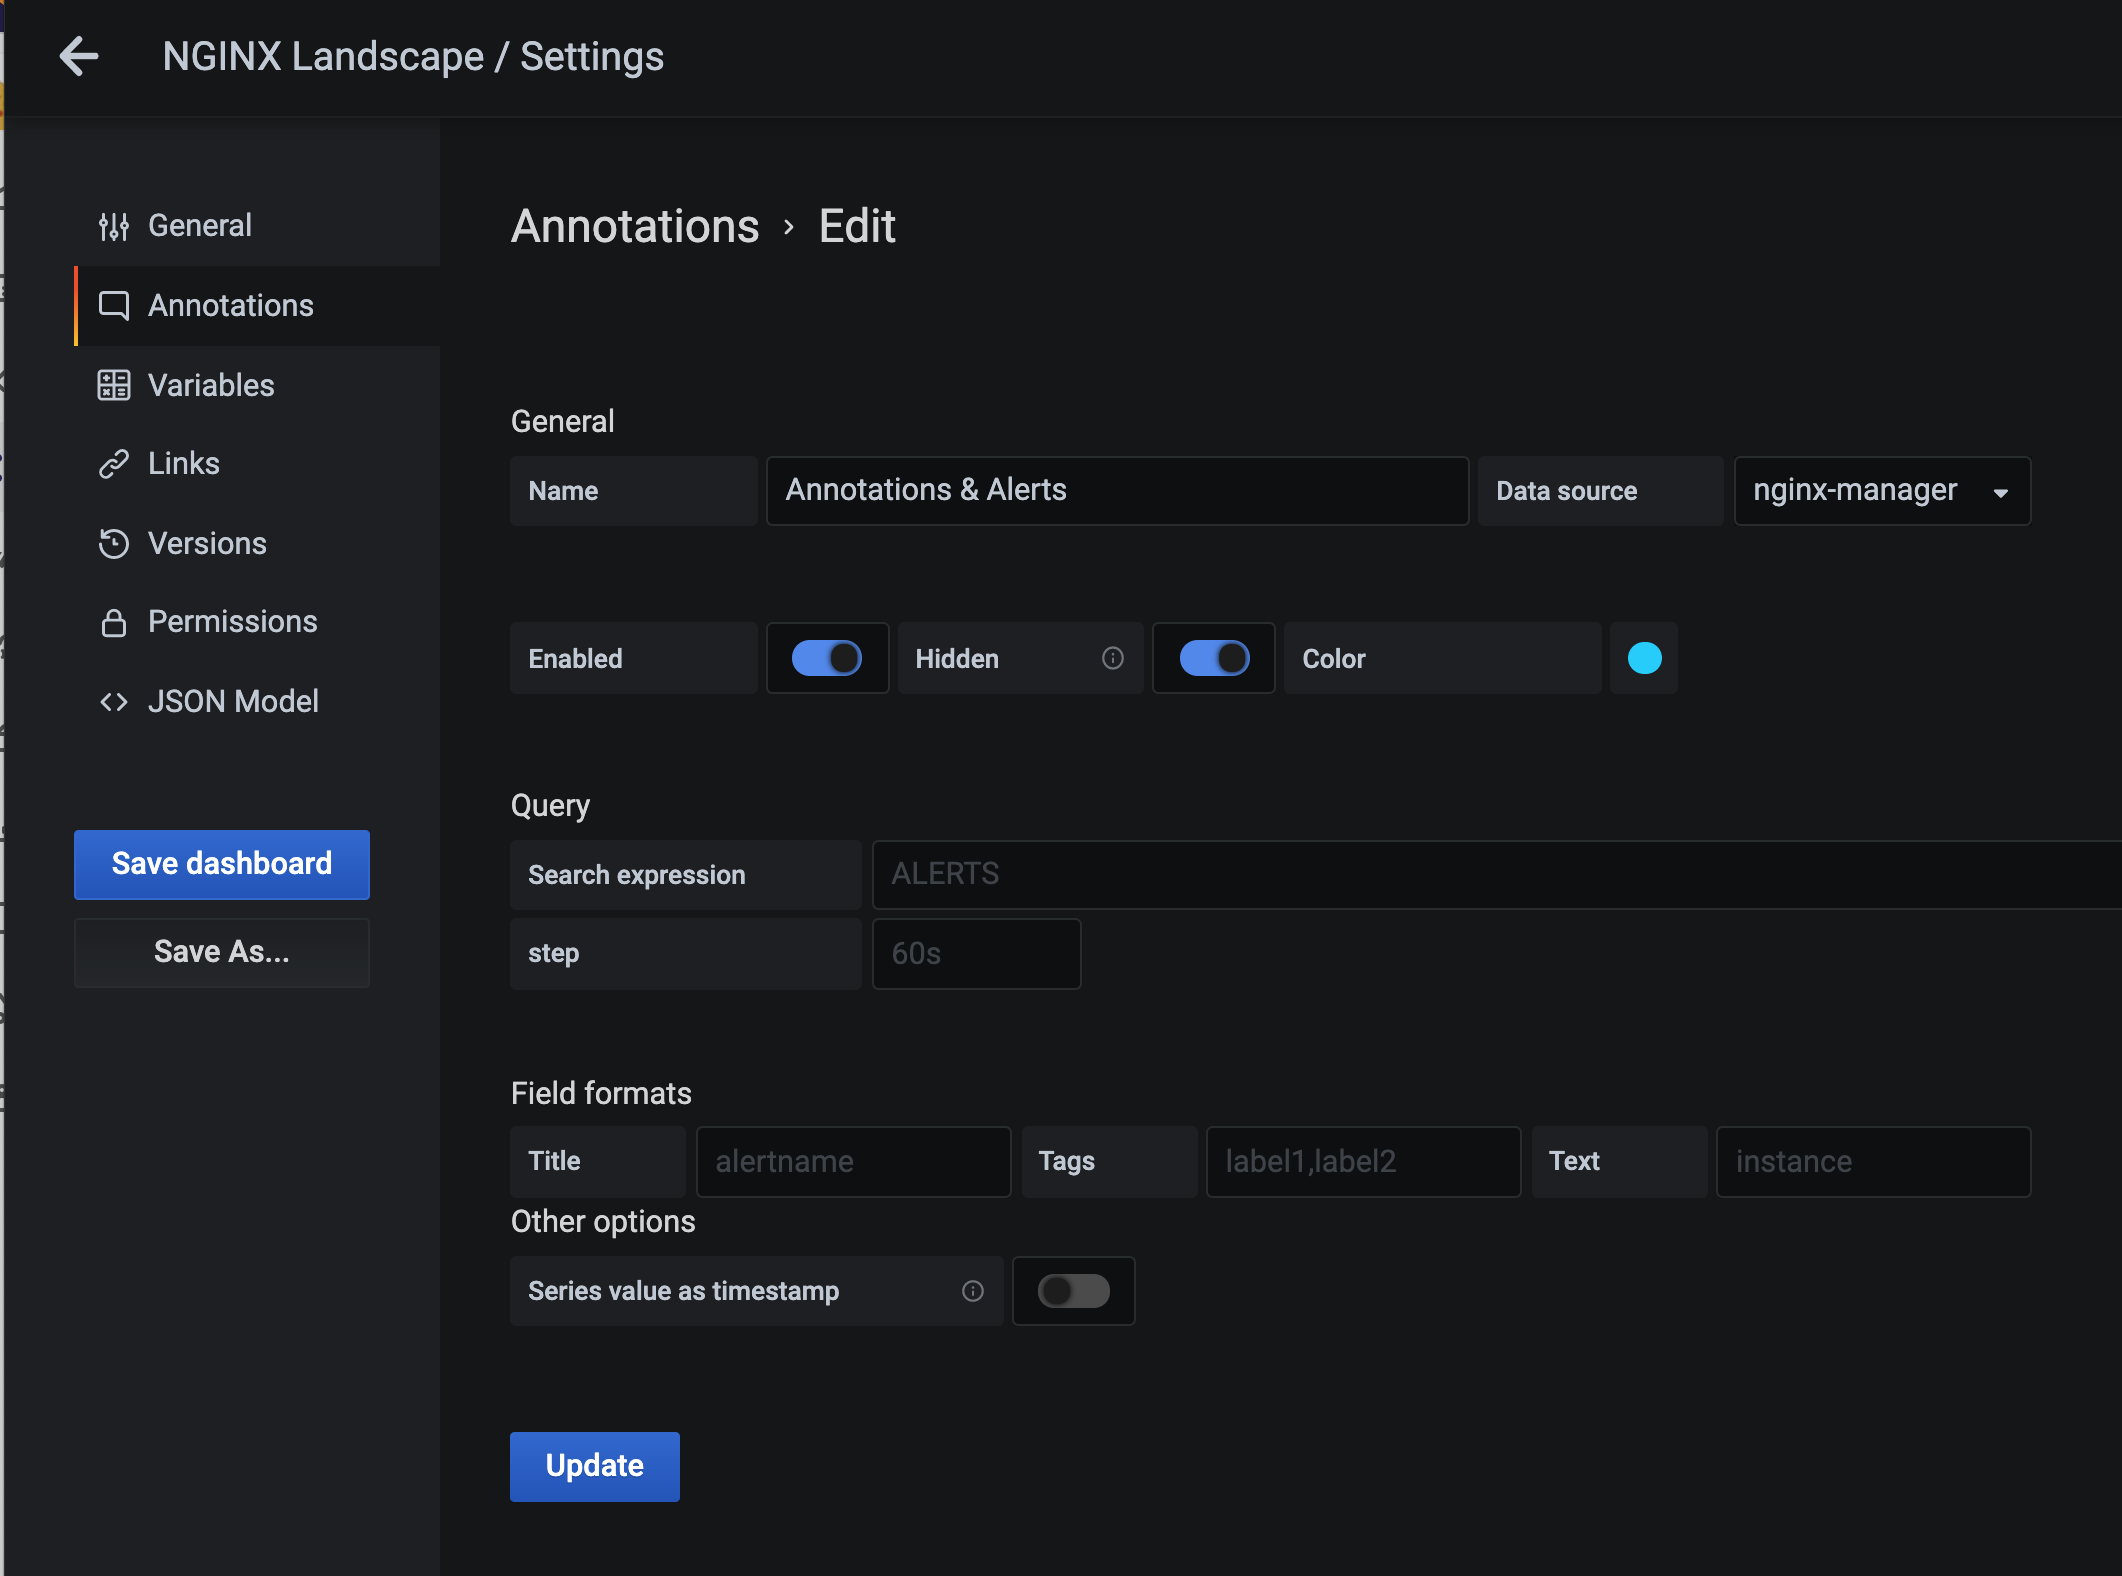 NGINX Landscape / Settings
General
Annotations
Variables
Links
Versions
Permissions
JSON Model
Save dashboard
Save As...
Annotations › Edit
General
Name Annotations & Alerts Data source nginx-manager
Enabled Hidden Color
Query
Search expression ALERTS
step 60s
Field formats
Title alertname Tags label1,label2 Text instance
Other options
Series value as timestamp
Update